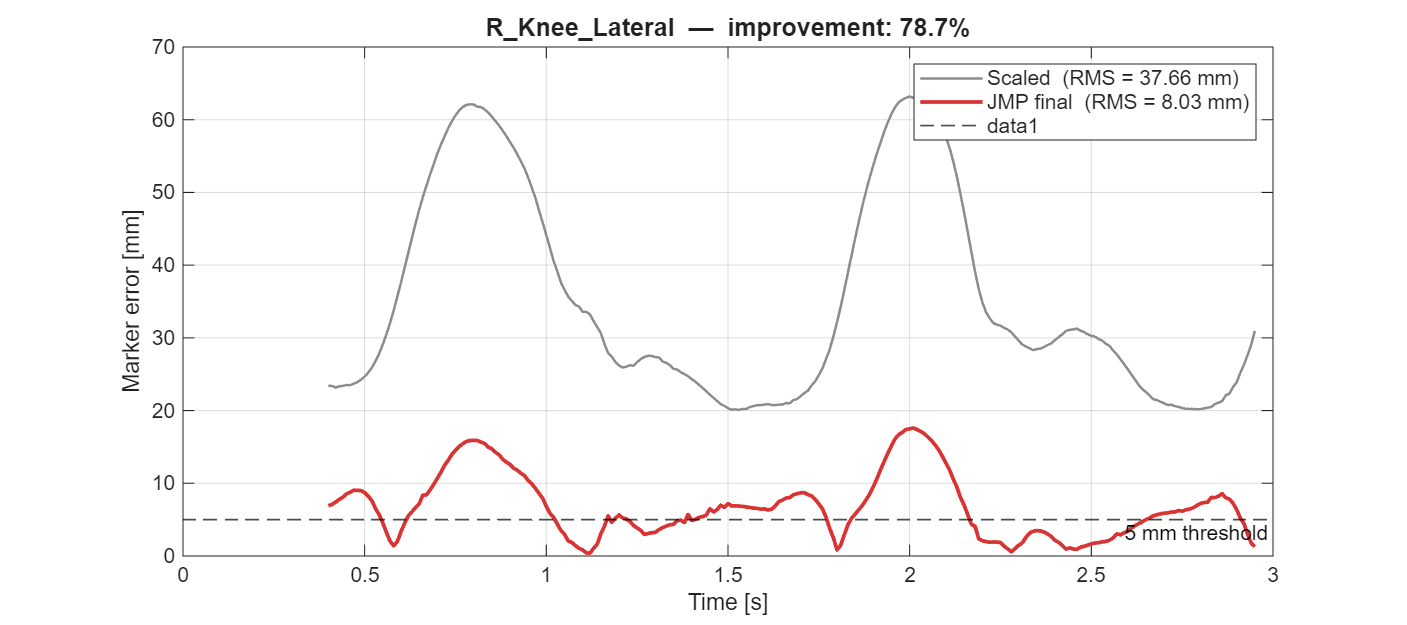 R_Knee_Lateral — improvement: 78.7%
70
60
50
40
30
20
10
0
Marker error [mm]
Scaled (RMS = 37.66 mm)
JMP final (RMS = 8.03 mm)
data1
5 mm threshold
0 0.5 1 1.5 2 2.5 3
Time [s]